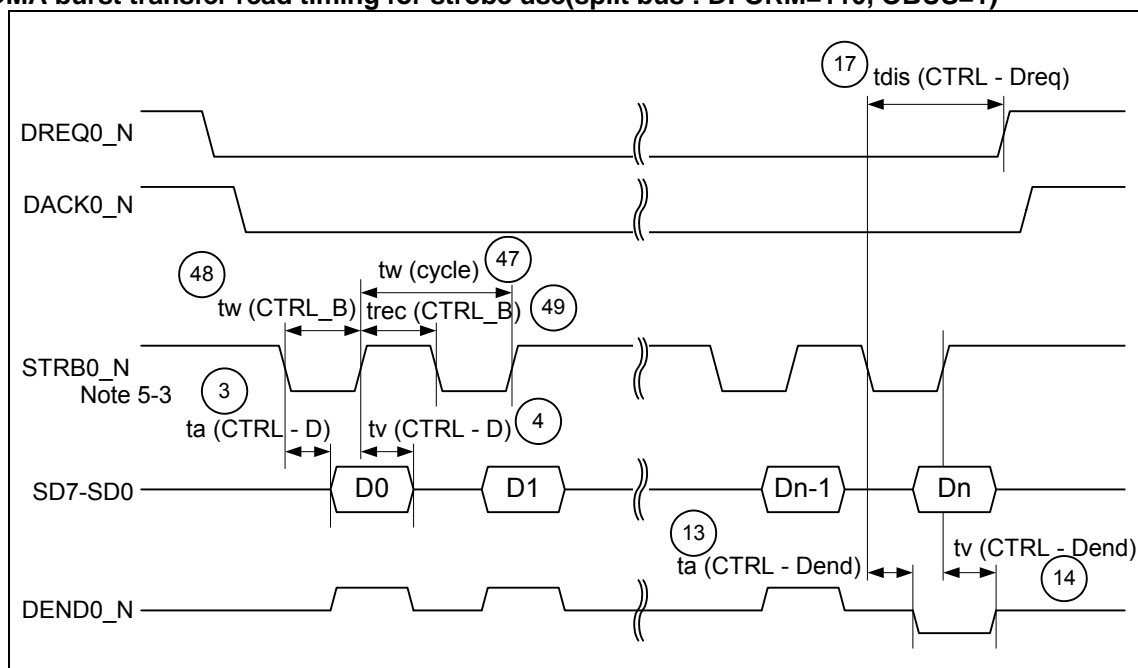 DMA burst transfer read timing for strobe use(split bus : DFORM=110, OBUS=1)
17
tdis (CTRL - Dreq)
DREQ0_N
DACK0_N
48
tw (cycle)
47
tw (CTRL_B)
trec (CTRL_B)
49
STRB0_N
Note 5-3
3
ta (CTRL - D)
tv (CTRL - D)
4
SD7-SD0
D0
D1
Dn-1
Dn
13
ta (CTRL - Dend)
tv (CTRL - Dend)
14
DEND0_N